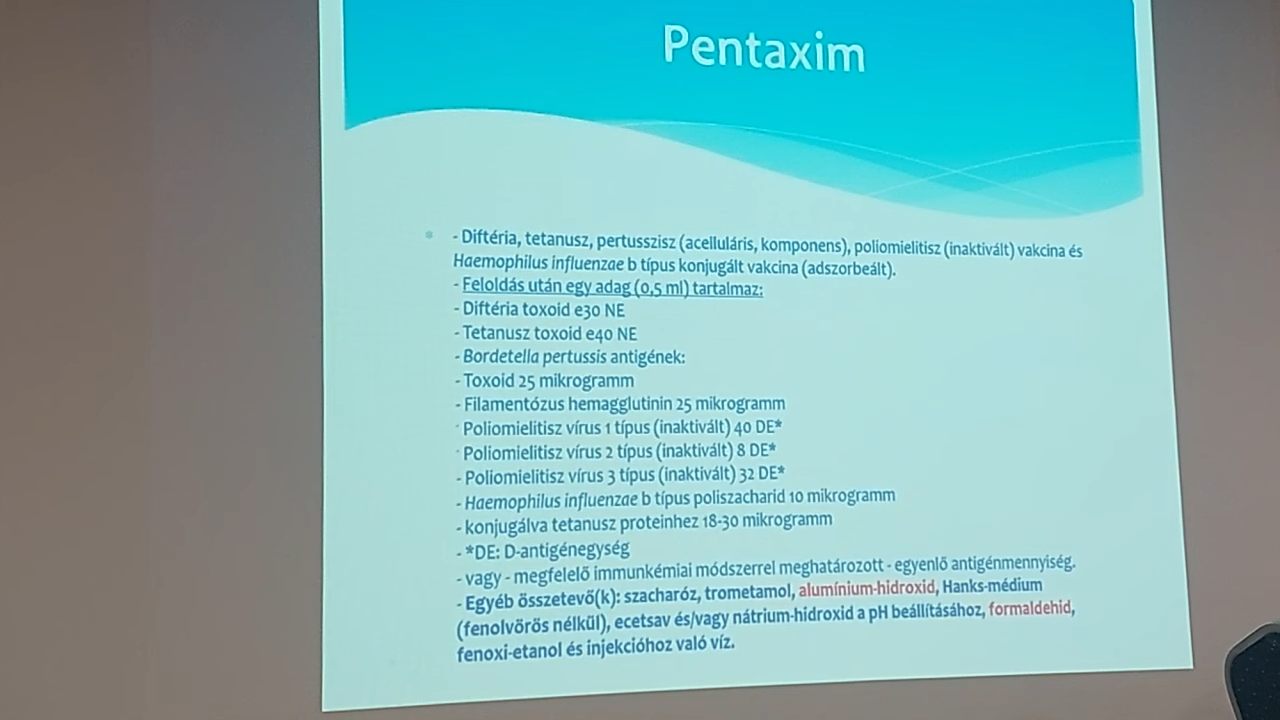 Pentaxim
- Diftéria, tetanusz, pertusszisz (acelluláris, komponens), poliomielitisz (inaktivált) vakcina és
Haemophilus influenzae b típus konjugált vakcina (adszorbeált).
- Feloldás után egy adag (0,5 ml) tartalmaz:
- Diftéria toxoid e30 NE
- Tetanusz toxoid e40 NE
- Bordetella pertussis antigének:
- Toxoid 25 mikrogramm
- Filamentózus hemagglutinin 25 mikrogramm
- Poliomielitisz vírus 1 típus (inaktivált) 40 DE*
- Poliomielitisz vírus 2 típus (inaktivált) 8 DE*
- Poliomielitisz vírus 3 típus (inaktivált) 32 DE*
- Haemophilus influenzae b típus poliszacharid 10 mikrogramm
- konjugálva tetanusz proteinhez 18-30 mikrogramm
- *DE: D-antigénegység
- vagy - megfelelő immunkémiai módszerrel meghatározott - egyenlő antigénmennyiség.
- Egyéb összetevő(k): szacharóz, trometamol, alumínium-hidroxid, Hanks-médium
(fenolvörös nélkül), ecetsav és/vagy nátrium-hidroxid a pH beállításához, formaldehid,
fenoxi-etanol és injekcióhoz való víz.